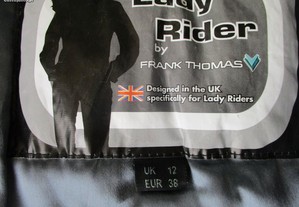 Lady
Rider
by
FRANK THOMAS
Designed in the UK
specifically for Lady Riders
UK 12
EUR 38